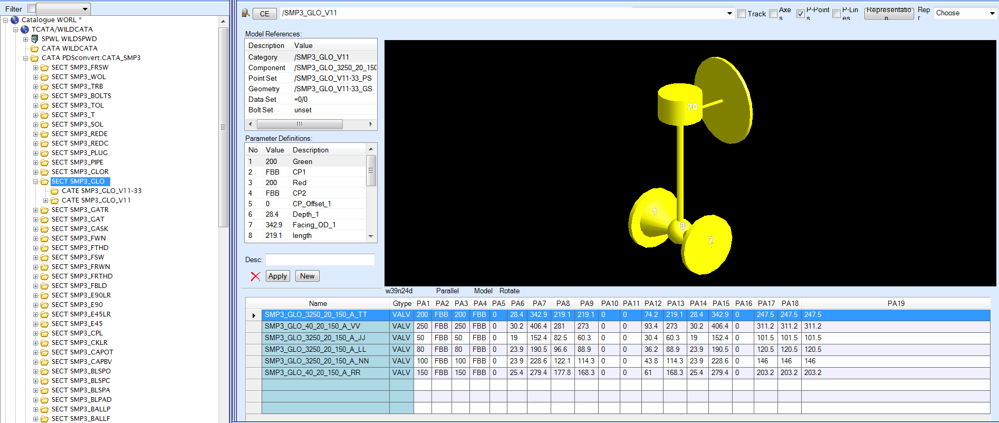 Filter
Catalogue WORL *
TCATA/WILDCATA
SPWL WILDSPWD
CATA WILDCATA
CATA PDSconvert.CATA_SMP3
SECT SMP3_FRSW
SECT SMP3_WOL
SECT SMP3_TRB
SECT SMP3_BOLTS
SECT SMP3_TOL
SECT SMP3_T
SECT SMP3_SOL
SECT SMP3_REDE
SECT SMP3_REDC
SECT SMP3_PLUG
SECT SMP3_PIPE
SECT SMP3_GLOR
SECT SMP3_GLO
CATE SMP3_GLO_V11-33
CATE SMP3_GLO_V11
SECT SMP3_GATR
SECT SMP3_GAT
SECT SMP3_GASK
SECT SMP3_FWN
SECT SMP3_FTHD
SECT SMP3_FSW
SECT SMP3_FRWN
SECT SMP3_FRTHD
SECT SMP3_FBLD
SECT SMP3_E90LR
SECT SMP3_E90
SECT SMP3_E45LR
SECT SMP3_E45
SECT SMP3_CPL
SECT SMP3_CKLR
SECT SMP3_CAPOT
SECT SMP3_CAPBV
SECT SMP3_BLSPO
SECT SMP3_BLSPC
SECT SMP3_BLSPA
SECT SMP3_BLPAD
SECT SMP3_BALLP
SECT SMP3_BALLF
CE /SMP3_GLO_V11 Track Axes P-Points P-Lines Representation Repr Choose
Model References:
Description Value
Category /SMP3_GLO_V11
Component /SMP3_GLO_3250_20_150
Point Set /SMP3_GLO_V11-33_PS
Geometry /SMP3_GLO_V11-33_GS
Data Set =0/0
Bolt Set unset
Parameter Definitions:
No Value Description
1 200 Green
2 FBB CP1
3 200 Red
4 FBB CP2
5 0 CP_Offset_1
6 28.4 Depth_1
7 342.9 Facing_OD_1
8 219.1 length
Desc:
Apply New
20
1
3
2
w39n24d Parallel Model Rotate
Name Gtype PA1 PA2 PA3 PA4 PA5 PA6 PA7 PA8 PA9 PA10 PA11 PA12 PA13 PA14 PA15 PA16 PA17 PA18 PA19
SMP3_GLO_3250_20_150_A_TT VALV 200 FBB 200 FBB 0 28.4 342.9 219.1 219.1 0 0 74.2 219.1 28.4 342.9 0 247.5 247.5 247.5
SMP3_GLO_40_20_150_A_VV VALV 250 FBB 250 FBB 0 30.2 406.4 281 273 0 0 93.4 273 30.2 406.4 0 311.2 311.2 311.2
SMP3_GLO_3250_20_150_A_JJ VALV 50 FBB 50 FBB 0 19 152.4 82.5 60.3 0 0 30.4 60.3 19 152.4 0 101.5 101.5 101.5
SMP3_GLO_3250_20_150_A_LL VALV 80 FBB 80 FBB 0 23.9 190.5 96.6 88.9 0 0 36.2 88.9 23.9 190.5 0 120.5 120.5 120.5
SMP3_GLO_3250_20_150_A_NN VALV 100 FBB 100 FBB 0 23.9 228.6 122.1 114.3 0 0 43.8 114.3 23.9 228.6 0 146 146 146
SMP3_GLO_40_20_150_A_RR VALV 150 FBB 150 FBB 0 25.4 279.4 177.8 168.3 0 0 61 168.3 25.4 279.4 0 203.2 203.2 203.2